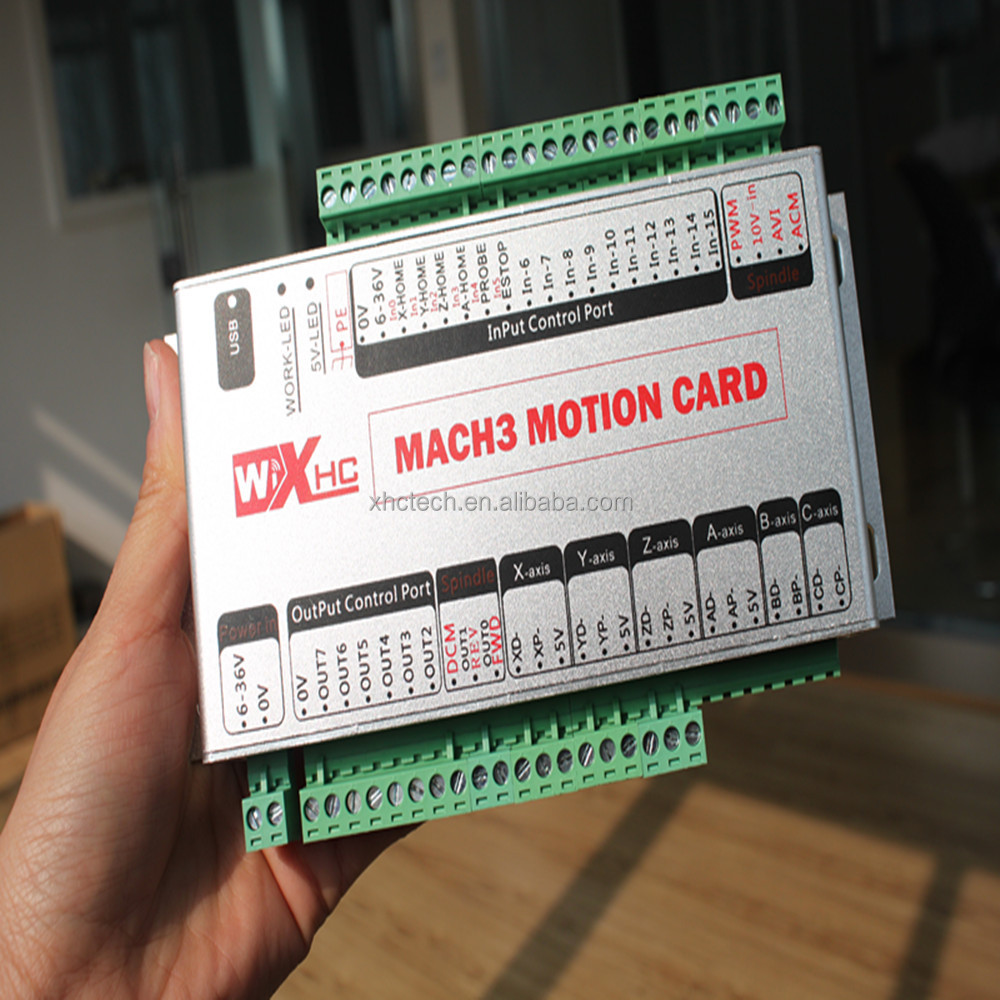 USB
WORK-LED
5V-LED
PE
0V
6-36V
In0
X-HOME
In1
Y-HOME
In2
Z-HOME
In3
A-HOME
In4
PROBE
In5
ESTOP
In-6
In-7
In-8
In-9
In-10
In-11
In-12
In-13
In-14
In-15
InPut Control Port
PWM
10V-in
AVI
ACM
Spindle
WiXHC
MACH3 MOTION CARD
xhctech.en.alibaba.com
Power in
6-36V
0V
OutPut Control Port
0V
OUT7
OUT6
OUT5
OUT4
OUT3
OUT2
Spindle
DCM
OUT1
REV
OUT0
FWD
X-axis
XD-
XP-
5V
Y-axis
YD-
YP-
5V
Z-axis
ZD-
ZP-
5V
A-axis
AD-
AP-
5V
B-axis
BD-
BP-
C-axis
CD-
CP-